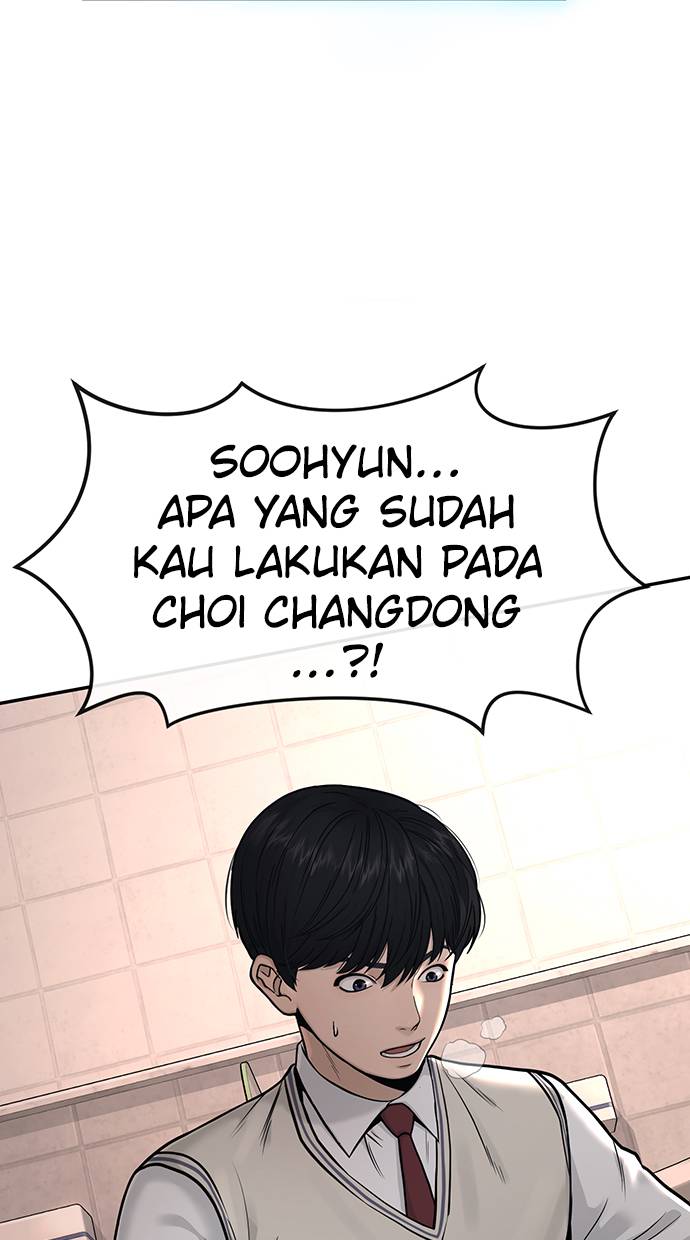 SOOHYUN...
APA YANG SUDAH
KAU LAKUKAN PADA
CHOI CHANGDONG
...?!